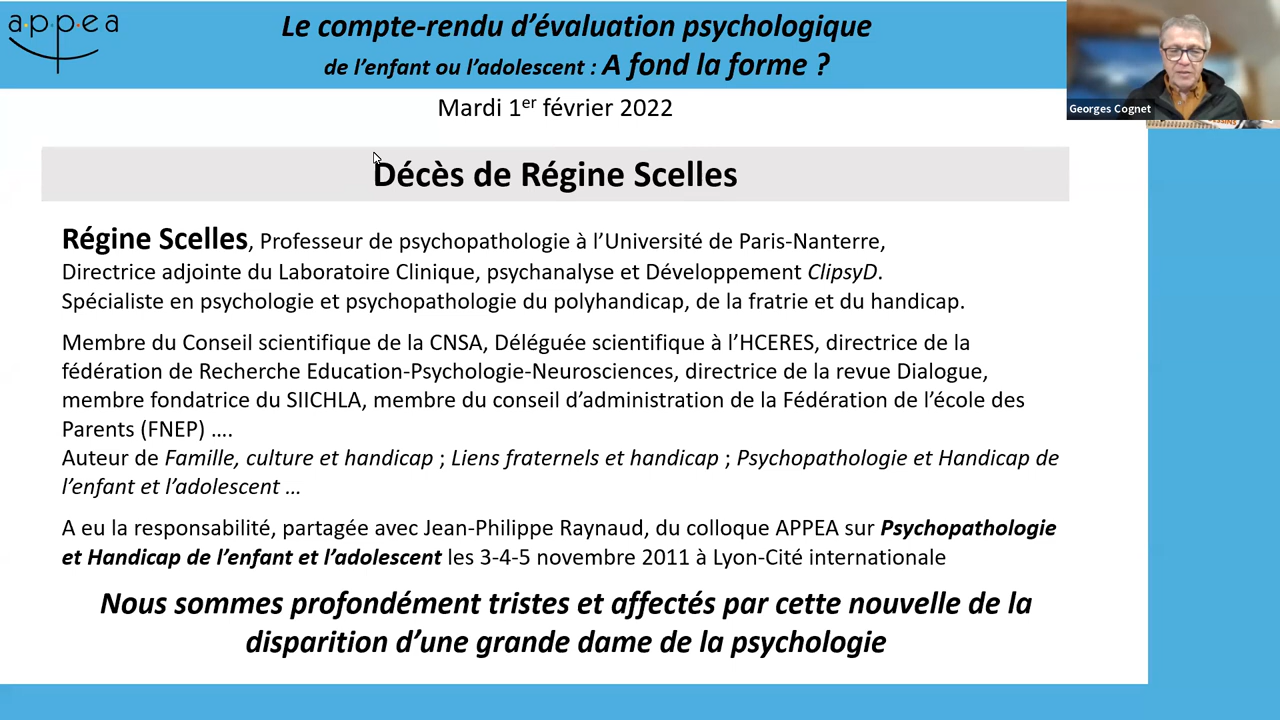 appea
Le compte-rendu d'évaluation psychologique
de l'enfant ou l'adolescent : A fond la forme ?
Georges Cognet
Mardi 1er février 2022
Décès de Régine Scelles
Régine Scelles, Professeur de psychopathologie à l'Université de Paris-Nanterre,
Directrice adjointe du Laboratoire Clinique, psychanalyse et Développement ClipsyD.
Spécialiste en psychologie et psychopathologie du polyhandicap, de la fratrie et du handicap.
Membre du Conseil scientifique de la CNSA, Déléguée scientifique à l'HCERES, directrice de la
fédération de Recherche Education-Psychologie-Neurosciences, directrice de la revue Dialogue,
membre fondatrice du SIICHLA, membre du conseil d'administration de la Fédération de l'école des
Parents (FNEP) ….
Auteur de Famille, culture et handicap ; Liens fraternels et handicap ; Psychopathologie et Handicap de
l'enfant et l'adolescent …
A eu la responsabilité, partagée avec Jean-Philippe Raynaud, du colloque APPEA sur Psychopathologie
et Handicap de l'enfant et l'adolescent les 3-4-5 novembre 2011 à Lyon-Cité internationale
Nous sommes profondément tristes et affectés par cette nouvelle de la
disparition d'une grande dame de la psychologie